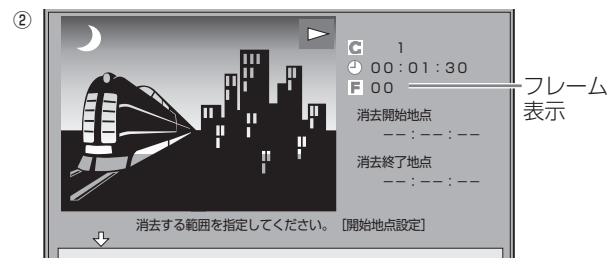 ②
C 1
00:01:30
F 00
フレーム
表示
消去開始地点
--:--:--
消去終了地点
--:--:--
消去する範囲を指定してください。［開始地点設定］